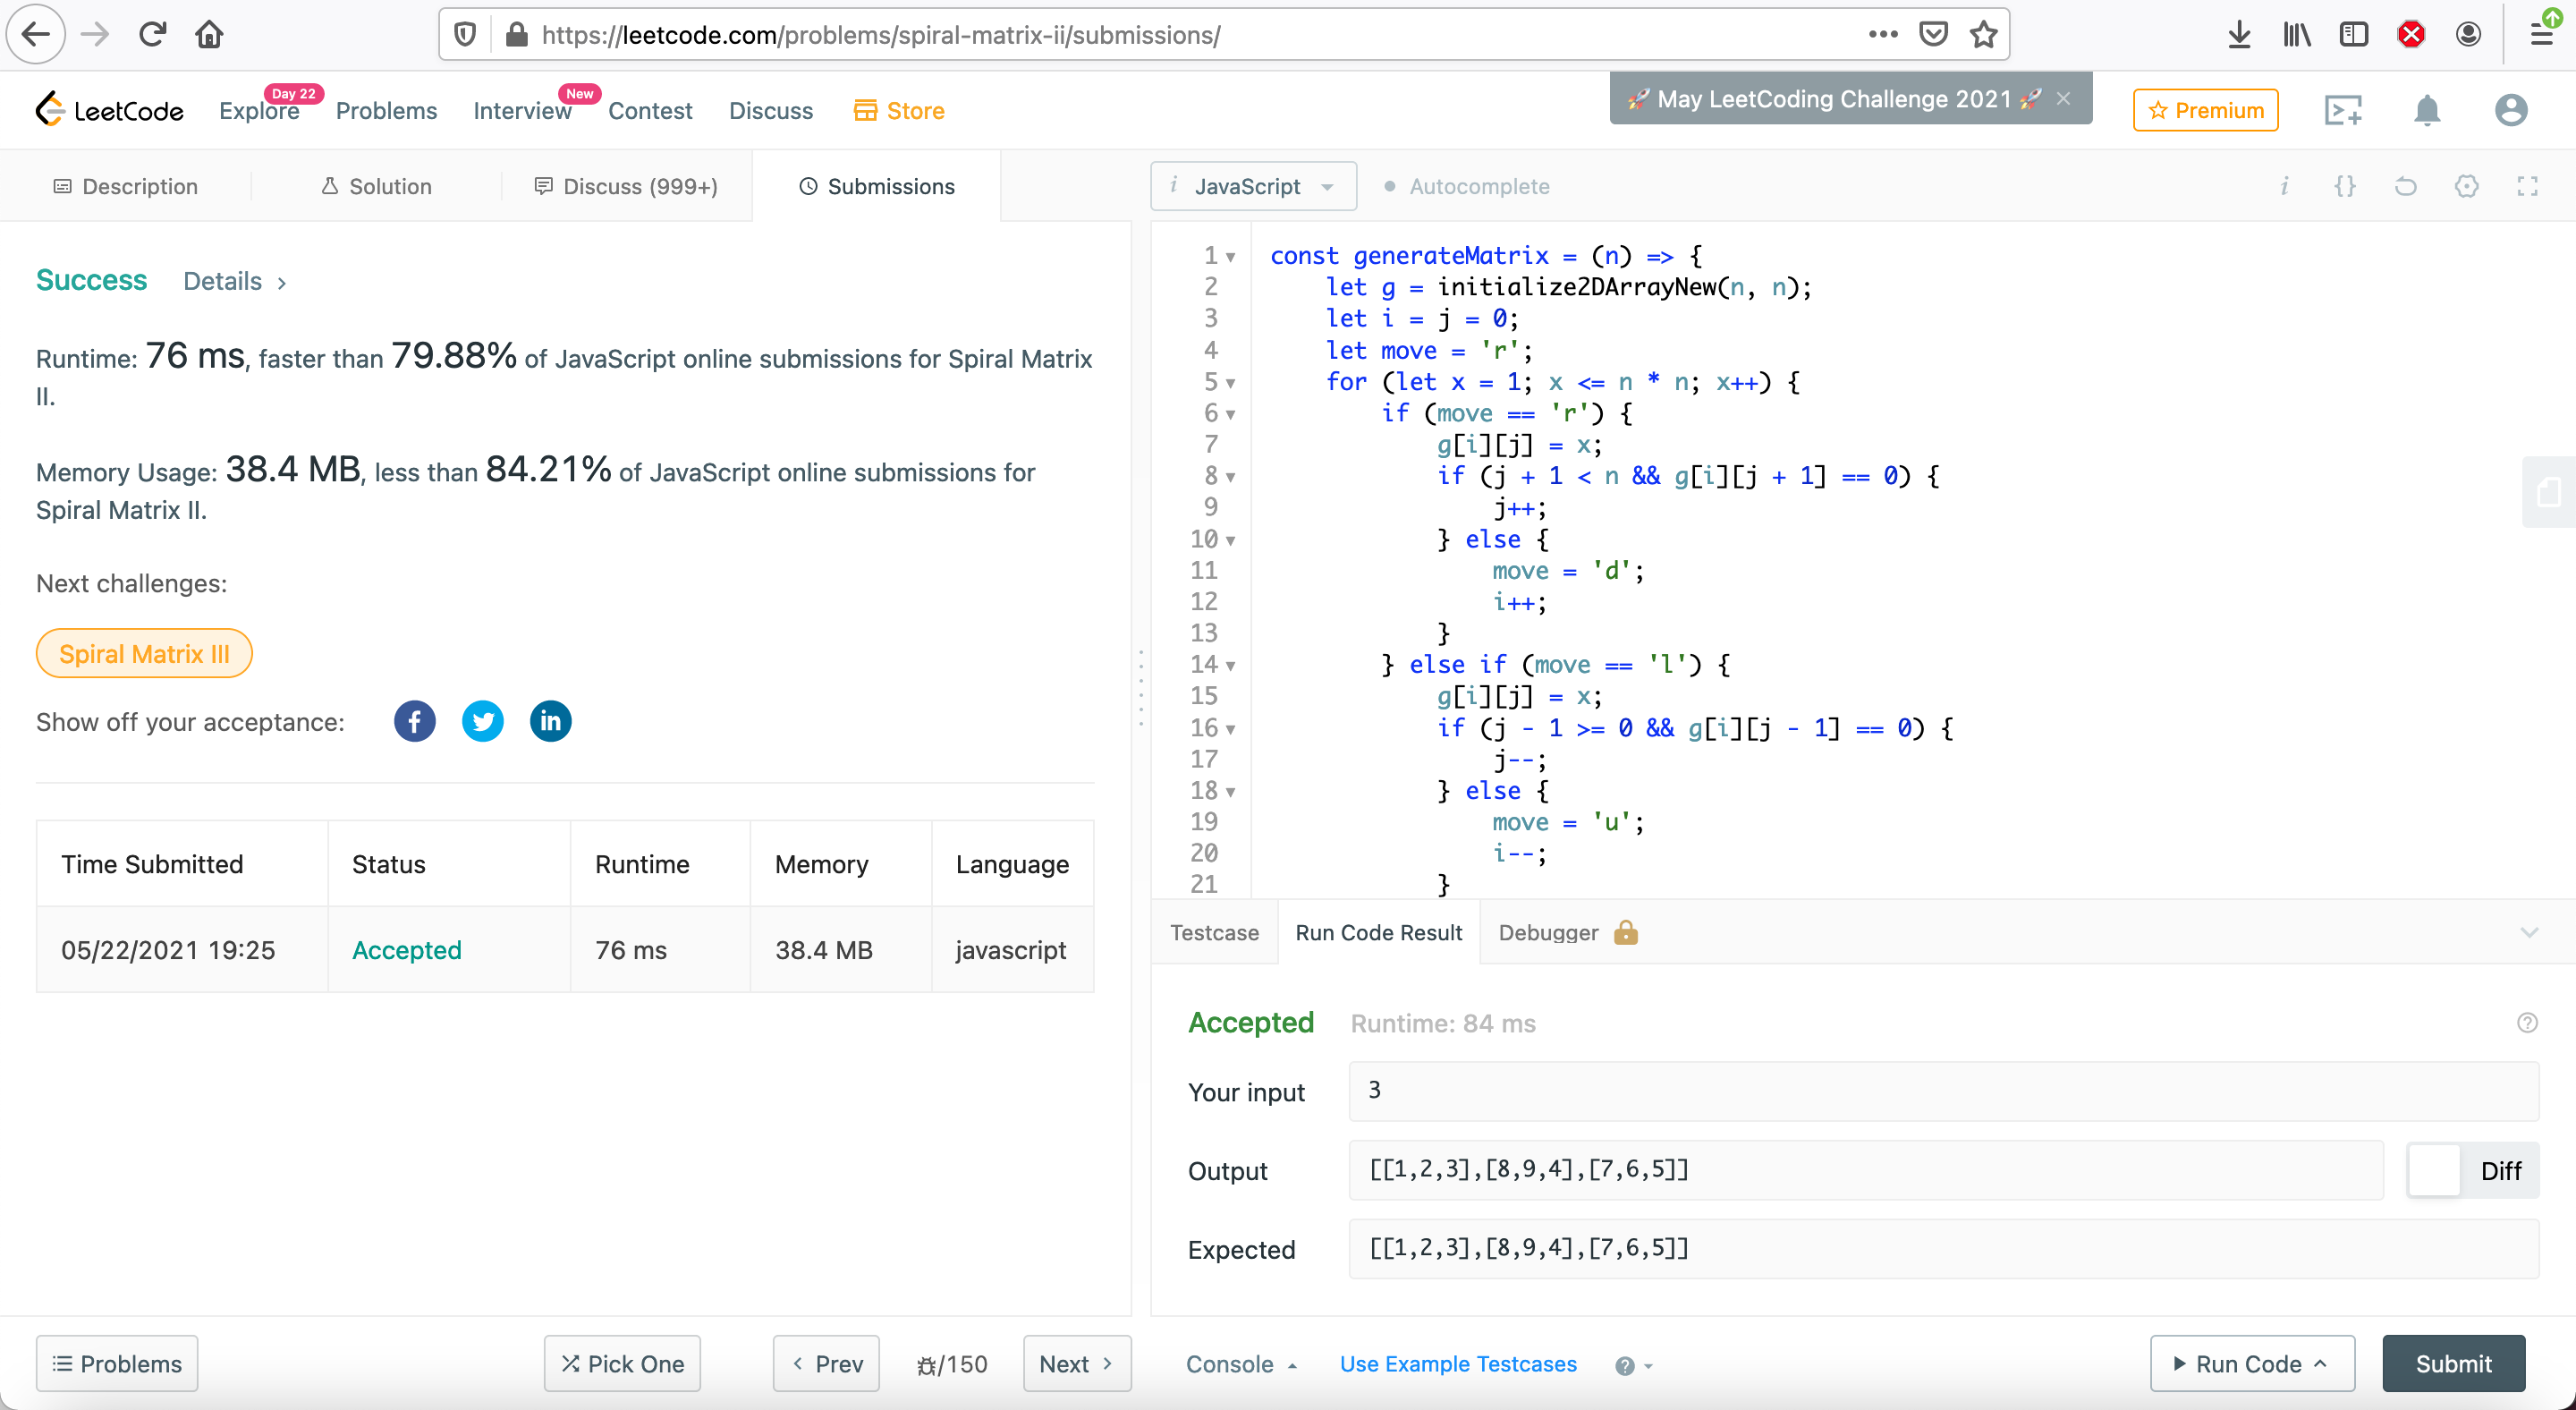 https://leetcode.com/problems/spiral-matrix-ii/submissions/
LeetCode
Explore
Day 22
Problems
Interview
New
Contest
Discuss
Store
🚀 May LeetCoding Challenge 2021 🚀 ×
Premium
Description
Solution
Discuss (999+)
Submissions
Success
Details >
Runtime: 76 ms, faster than 79.88% of JavaScript online submissions for Spiral Matrix
II.
Memory Usage: 38.4 MB, less than 84.21% of JavaScript online submissions for
Spiral Matrix II.
Next challenges:
Spiral Matrix III
Show off your acceptance:
Time Submitted Status Runtime Memory Language
05/22/2021 19:25 Accepted 76 ms 38.4 MB javascript
i JavaScript
Autocomplete
1 const generateMatrix = (n) => {
2 let g = initialize2DArrayNew(n, n);
3 let i = j = 0;
4 let move = 'r';
5 for (let x = 1; x <= n * n; x++) {
6 if (move == 'r') {
7 g[i][j] = x;
8 if (j + 1 < n && g[i][j + 1] == 0) {
9 j++;
10 } else {
11 move = 'd';
12 i++;
13 }
14 } else if (move == 'l') {
15 g[i][j] = x;
16 if (j - 1 >= 0 && g[i][j - 1] == 0) {
17 j--;
18 } else {
19 move = 'u';
20 i--;
21 }
Testcase
Run Code Result
Debugger
Accepted Runtime: 84 ms
Your input 3
Output [[1,2,3],[8,9,4],[7,6,5]]
Diff
Expected [[1,2,3],[8,9,4],[7,6,5]]
Problems
Pick One
< Prev
/150
Next >
Console
Use Example Testcases
Run Code
Submit